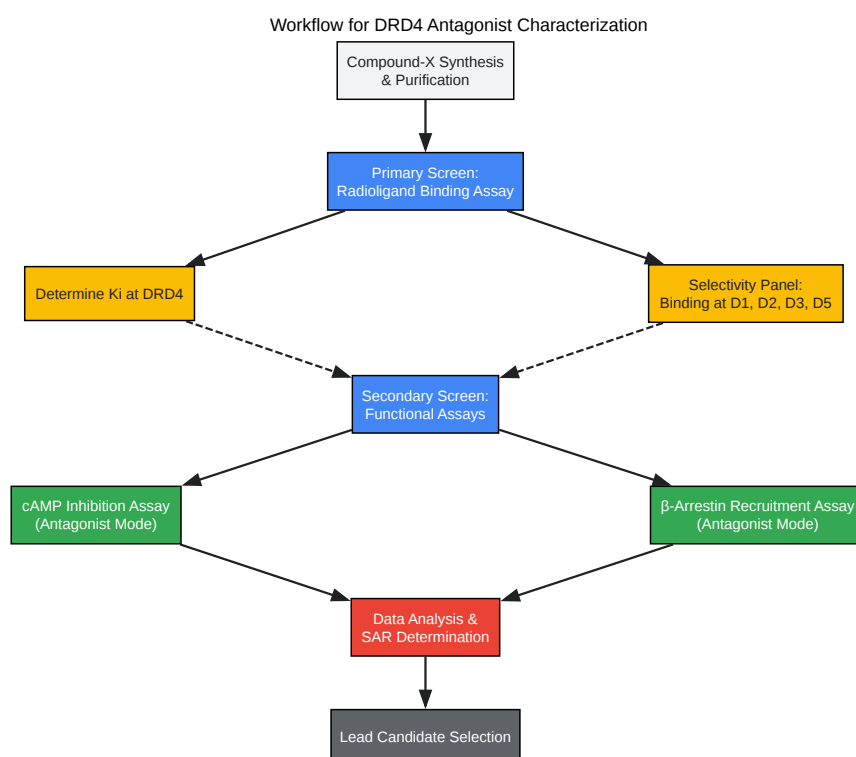 Workflow for DRD4 Antagonist Characterization
Compound-X Synthesis
& Purification
Primary Screen:
Radioligand Binding Assay
Determine Ki at DRD4
Selectivity Panel:
Binding at D1, D2, D3, D5
Secondary Screen:
Functional Assays
cAMP Inhibition Assay
(Antagonist Mode)
β-Arrestin Recruitment Assay
(Antagonist Mode)
Data Analysis &
SAR Determination
Lead Candidate Selection